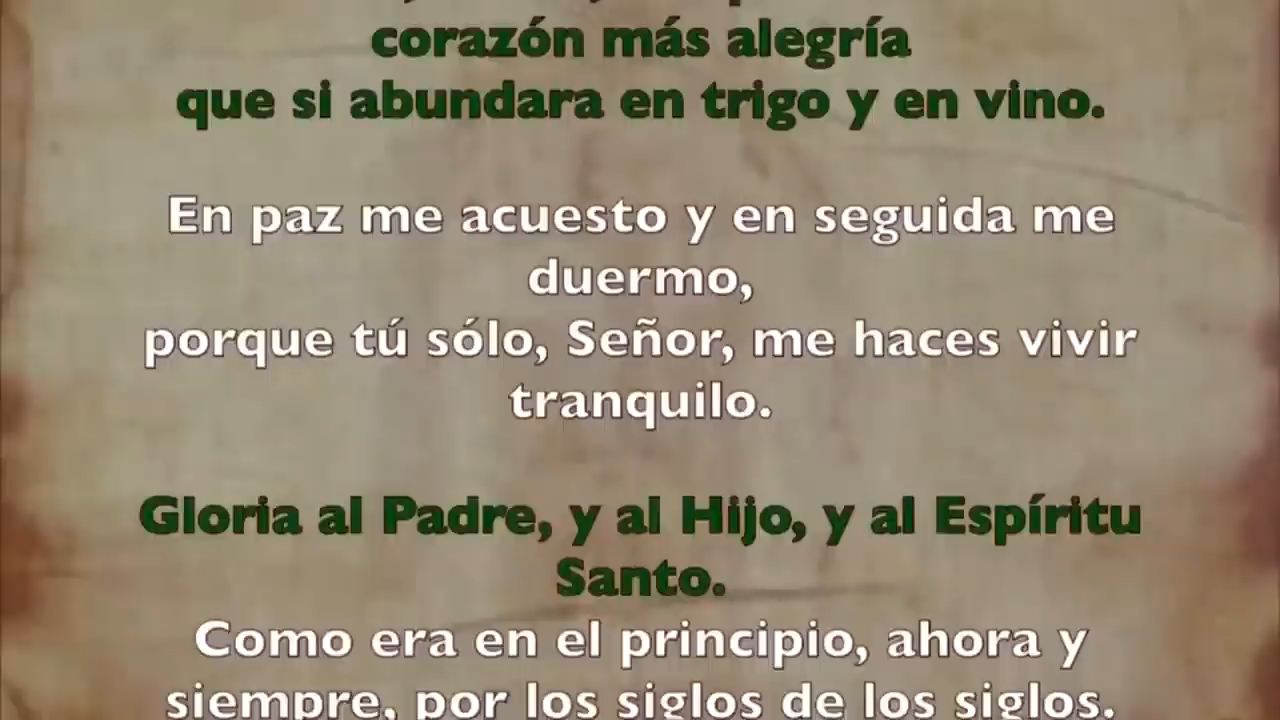 corazón más alegría
que si abundara en trigo y en vino.
En paz me acuesto y en seguida me
duermo,
porque tú sólo, Señor, me haces vivir
tranquilo.
Gloria al Padre, y al Hijo, y al Espíritu
Santo.
Como era en el principio, ahora y
siempre, por los siglos de los siglos.